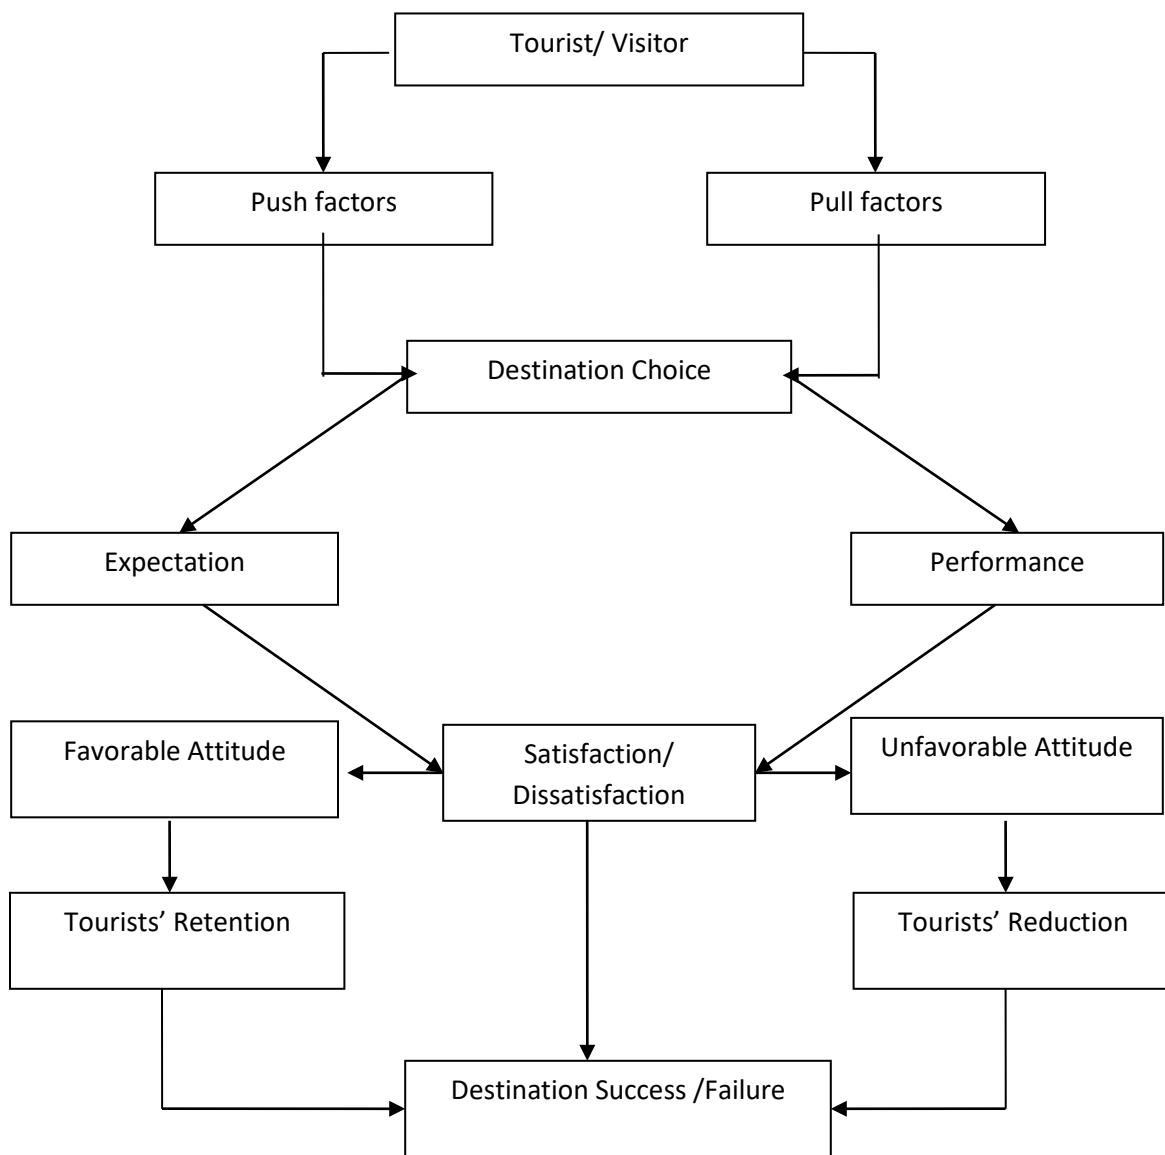 Tourist/ Visitor
Push factors
Pull factors
Destination Choice
Expectation
Performance
Favorable Attitude
Satisfaction/
Dissatisfaction
Unfavorable Attitude
Tourists’ Retention
Tourists’ Reduction
Destination Success /Failure